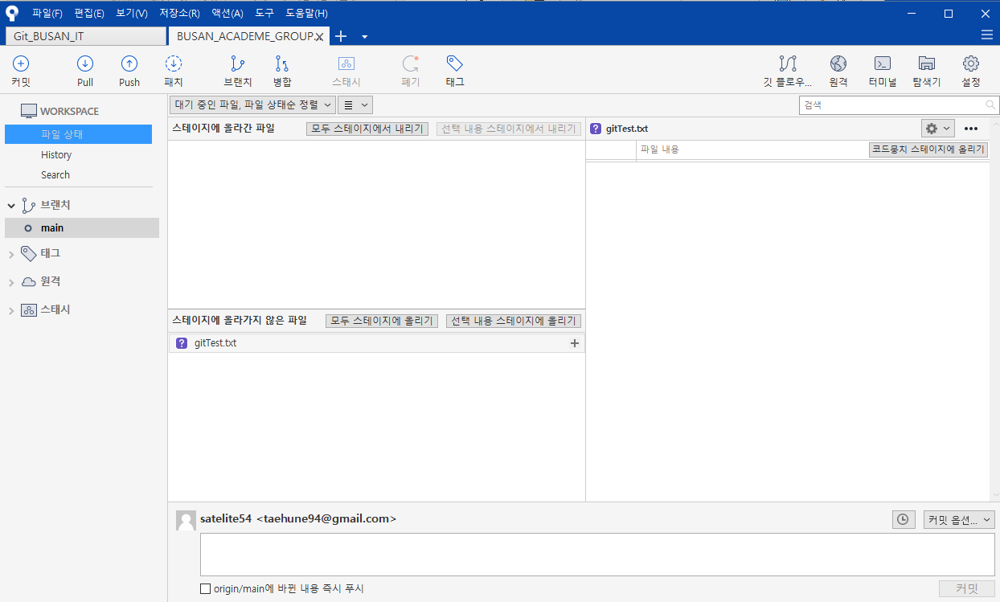 파일(F) 편집(E) 보기(V) 저장소(R) 액션(A) 도구 도움말(H)
Git_BUSAN_IT BUSAN_ACADEME_GROUP
커밋 Pull Push 패치 브랜치 병합 스태시 폐기 태그 깃 플로우... 원격 터미널 탐색기 설정
WORKSPACE
파일 상태
History
Search
브랜치
main
태그
원격
스태시
대기 중인 파일, 파일 상태순 정렬
검색
스테이지에 올라간 파일 모두 스테이지에서 내리기 선택 내용 스테이지에서 내리기
스테이지에 올라가지 않은 파일 모두 스테이지에 올리기 선택 내용 스테이지에 올리기
? gitTest.txt +
? gitTest.txt
파일 내용 코드뭉치 스테이지에 올리기
satelite54 <taehune94@gmail.com>
커밋 옵션...
origin/main에 바뀐 내용 즉시 푸시
커밋